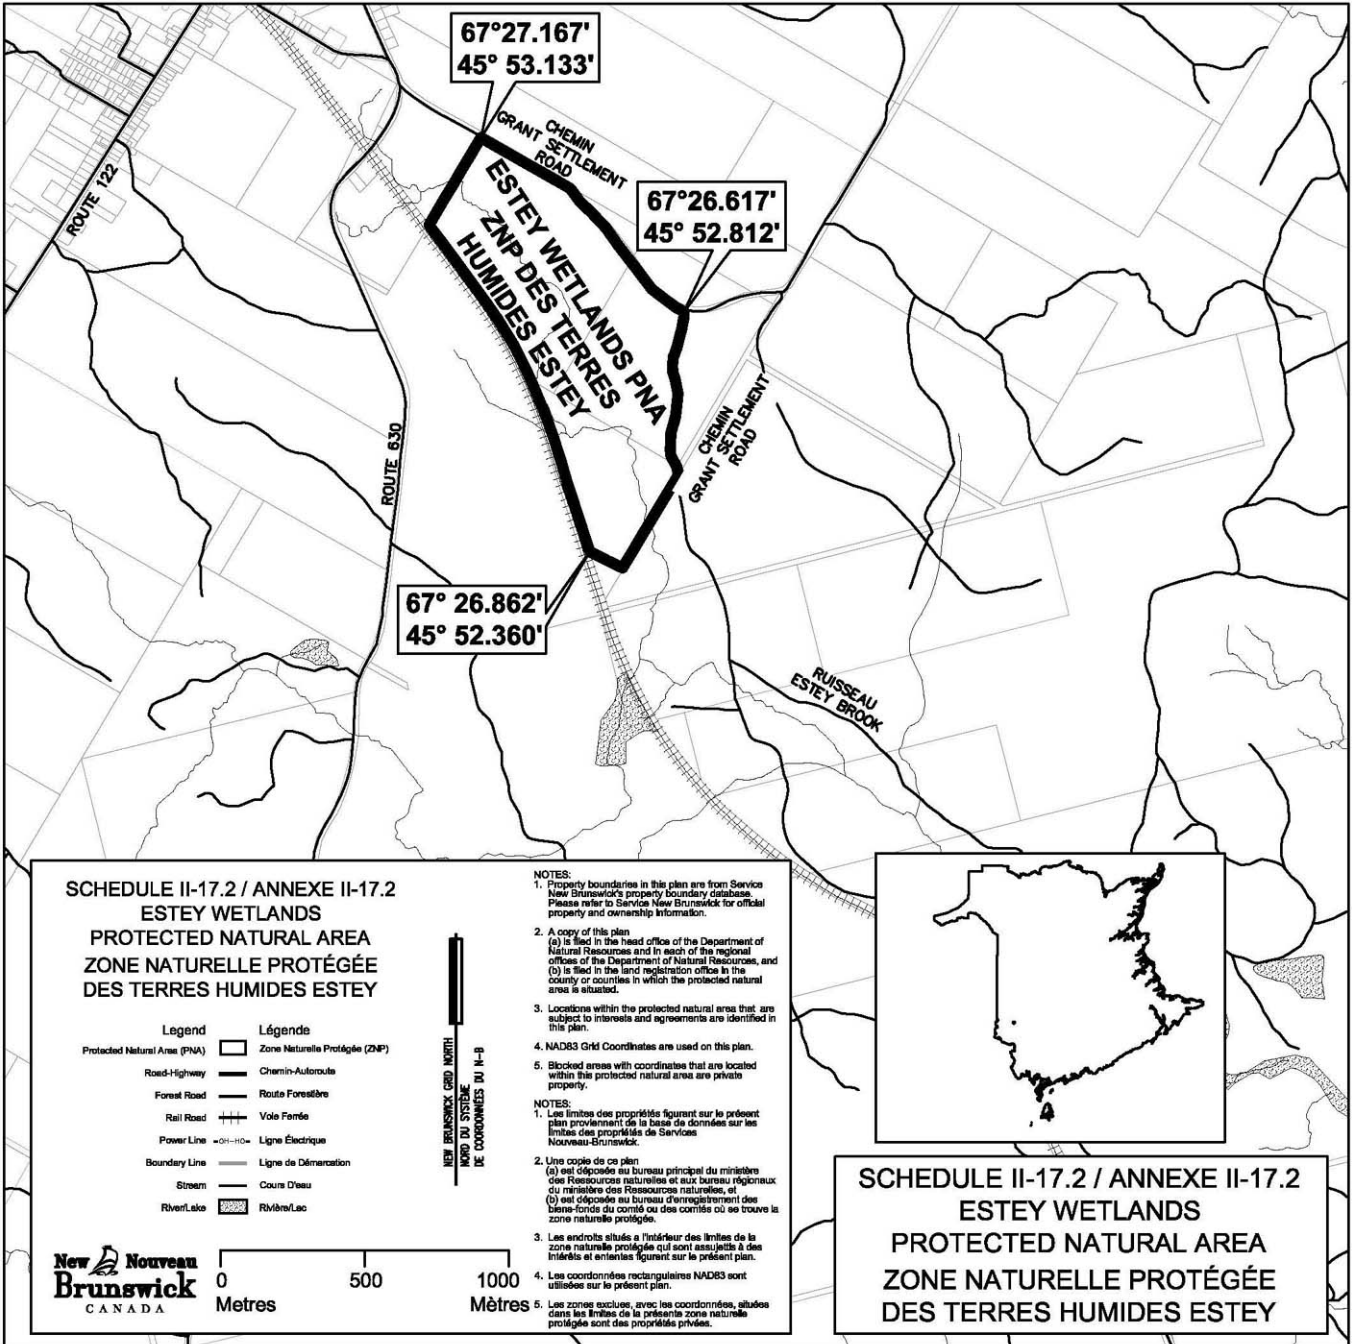 67°27.167'
45° 53.133'
CHEMIN
GRANT SETTLEMENT
ROAD
ROUTE 122
67°26.617'
45° 52.812'
ESTEY WETLANDS PNA
ZNP DES TERRES
HUMIDES ESTEY
CHEMIN
GRANT SETTLEMENT
ROAD
ROUTE 630
67° 26.862'
45° 52.360'
RUISSEAU
ESTEY BROOK
SCHEDULE II-17.2 / ANNEXE II-17.2
ESTEY WETLANDS
PROTECTED NATURAL AREA
ZONE NATURELLE PROTÉGÉE
DES TERRES HUMIDES ESTEY
Legend Légende
Protected Natural Area (PNA) Zone Naturelle Protégée (ZNP)
Road-Highway Chemin-Autoroute
Forest Road Route Forestière
Rail Road Voie Ferrée
Power Line -OH-HO- Ligne Électrique
Boundary Line Ligne de Démarcation
Stream Cours D'eau
River/Lake Rivière/Lac
NEW BRUNSWICK GRID NORTH
NORD DU SYSTÈME
DE COORDONNÉES DU N-B
New Nouveau
Brunswick
CANADA
0 500 1000
Metres Mètres
NOTES:
1. Property boundaries in this plan are from Service
New Brunswick's property boundary database.
Please refer to Service New Brunswick for official
property and ownership information.
2. A copy of this plan
(a) is filed in the head office of the Department of
Natural Resources and in each of the regional
offices of the Department of Natural Resources, and
(b) is filed in the land registration office in the
county or counties in which the protected natural
area is situated.
3. Locations within the protected natural area that are
subject to interests and agreements are identified in
this plan.
4. NAD83 Grid Coordinates are used on this plan.
5. Blocked areas with coordinates that are located
within this protected natural area are private
property.
NOTES:
1. Les limites des propriétés figurant sur le présent
plan proviennent de la base de données sur les
limites des propriétés de Services
Nouveau-Brunswick.
2. Une copie de ce plan
(a) est déposée au bureau principal du ministère
des Ressources naturelles et aux bureau régionaux
du ministère des Ressources naturelles, et
(b) est déposée au bureau d'enregistrement des
biens-fonds du comté ou des comtés où se trouve la
zone naturelle protégée.
3. Les endroits situés a l'intérieur des limites de la
zone naturelle protégée qui sont assujettis à des
intérêts et ententes figurant sur le présent plan.
4. Les coordonnées rectangulaires NAD83 sont
utilisées sur le présent plan.
5. Les zones exclues, avec les coordonnées, situées
dans les limites de la présente zone naturelle
protégée sont des propriétés privées.
SCHEDULE II-17.2 / ANNEXE II-17.2
ESTEY WETLANDS
PROTECTED NATURAL AREA
ZONE NATURELLE PROTÉGÉE
DES TERRES HUMIDES ESTEY